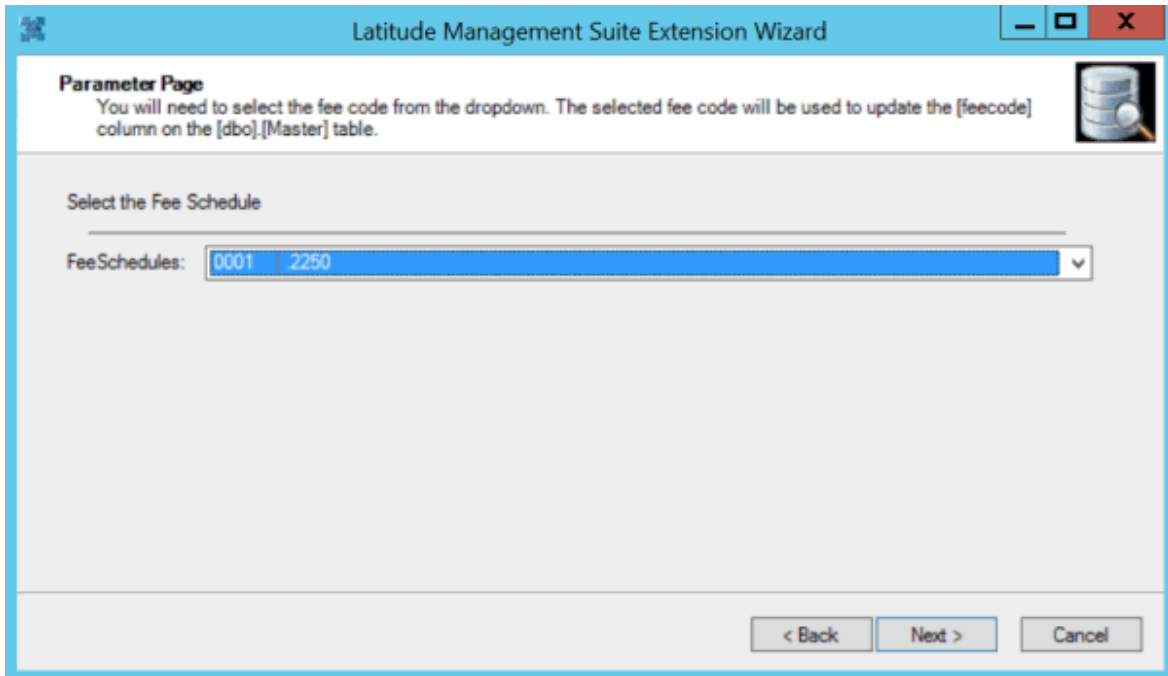 Latitude Management Suite Extension Wizard
Parameter Page
You will need to select the fee code from the dropdown. The selected fee code will be used to update the [feecode]
column on the [dbo].[Master] table.
Select the Fee Schedule
FeeSchedules: 0001 .2250
< Back Next > Cancel